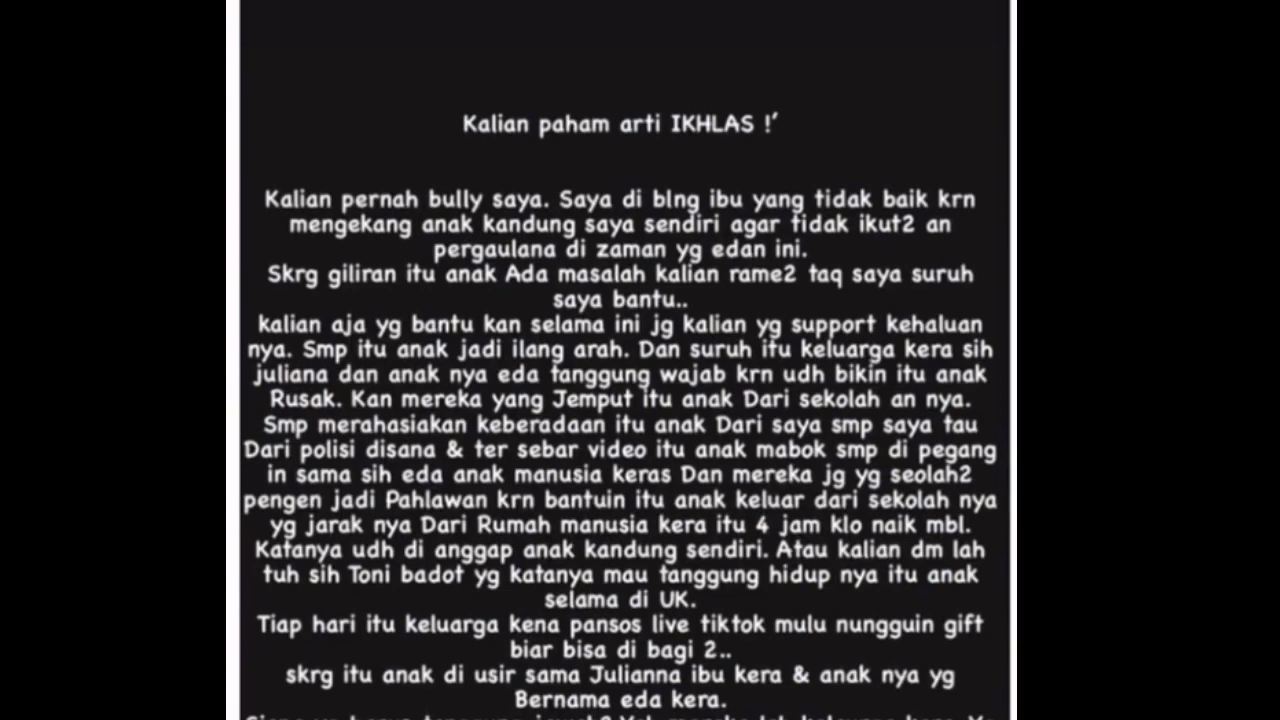 Kalian paham arti IKHLAS !'
Kalian pernah bully saya. Saya di blng ibu yang tidak baik krn
mengekang anak kandung saya sendiri agar tidak ikut2 an
pergaulana di zaman yg edan ini.
Skrg giliran itu anak Ada masalah kalian rame2 taq saya suruh
saya bantu..
kalian aja yg bantu kan selama ini jg kalian yg support kehaluan
nya. Smp itu anak jadi ilang arah. Dan suruh itu keluarga kera sih
juliana dan anak nya eda tanggung wajab krn udh bikin itu anak
Rusak. Kan mereka yang Jemput itu anak Dari sekolah an nya.
Smp merahasiakan keberadaan itu anak Dari saya smp saya tau
Dari polisi disana & ter sebar video itu anak mabok smp di pegang
in sama sih eda anak manusia keras Dan mereka jg yg seolah2
pengen jadi Pahlawan krn bantuin itu anak keluar dari sekolah nya
yg jarak nya Dari Rumah manusia kera itu 4 jam klo naik mbl.
Katanya udh di anggap anak kandung sendiri. Atau kalian dm lah
tuh sih Toni badot yg katanya mau tanggung hidup nya itu anak
selama di UK.
Tiap hari itu keluarga kena pansos live tiktok mulu nungguin gift
biar bisa di bagi 2..
skrg itu anak di usir sama Julianna ibu kera & anak nya yg
Bernama eda kera.